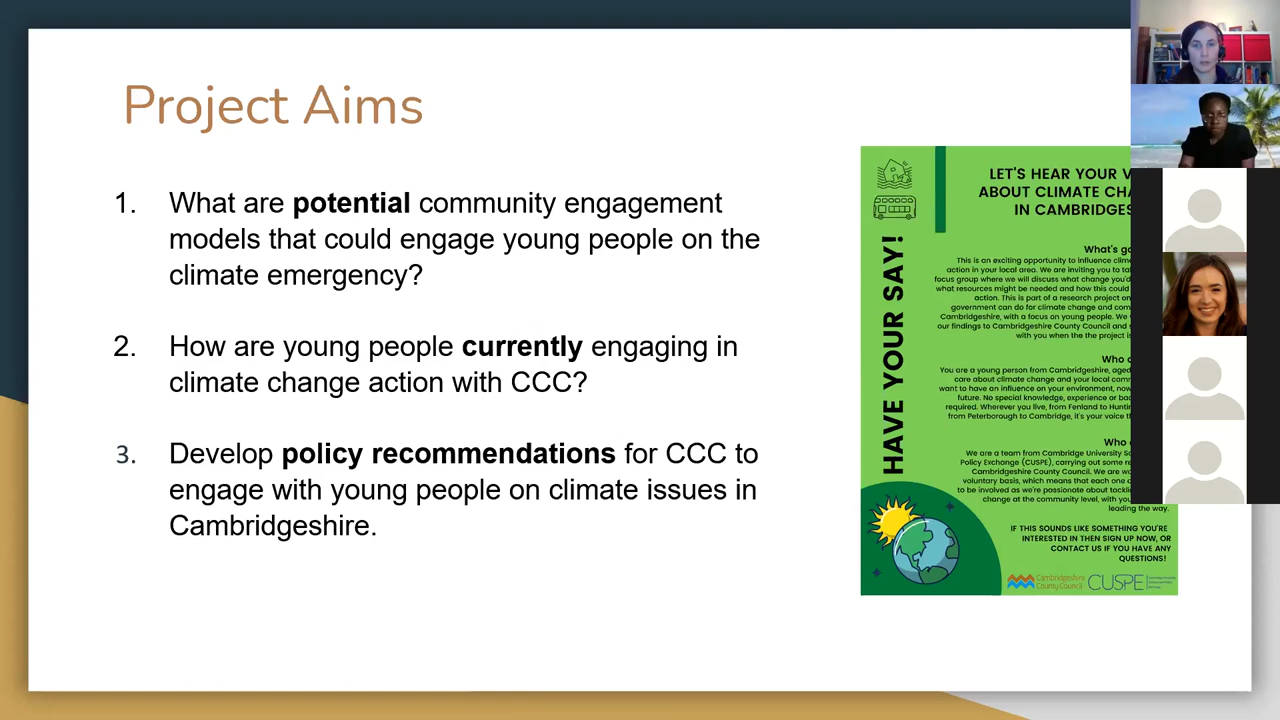 Project Aims
1. What are potential community engagement
models that could engage young people on the
climate emergency?
2. How are young people currently engaging in
climate change action with CCC?
3. Develop policy recommendations for CCC to
engage with young people on climate issues in
Cambridgeshire.
HAVE YOUR SAY!
LET'S HEAR YOUR V
ABOUT CLIMATE CHA
IN CAMBRIDGES
What's go
This is an exciting opportunity to influence clim
action in your local area. We are inviting you to ta
focus group where we will discuss what change you'd
what resources might be needed and how this could
action. This is part of a research project on
government can do for climate change and com
Cambridgeshire, with a focus on young people. We
our findings to Cambridgeshire County Council and s
with you when the the project is
Who c
You are a young person from Cambridgeshire, aged
care about climate change and your local com
want to have an influence on your environment, now
future. No special knowledge, experience or bac
required. Wherever you live, from Fenland to Hunti
from Peterborough to Cambridge, it's your voice t
Who
We are a team from Cambridge University Sc
Policy Exchange (CUSPE), carrying out some re
Cambridgeshire County Council. We are wo
voluntary basis, which means that each one o
to be involved as we're passionate about tackli
change at the community level, with you
leading the way.
IF THIS SOUNDS LIKE SOMETHING YOU'RE
INTERESTED IN THEN SIGN UP NOW, OR
CONTACT US IF YOU HAVE ANY
QUESTIONS!
Cambridgeshire
County Council
CUSPE